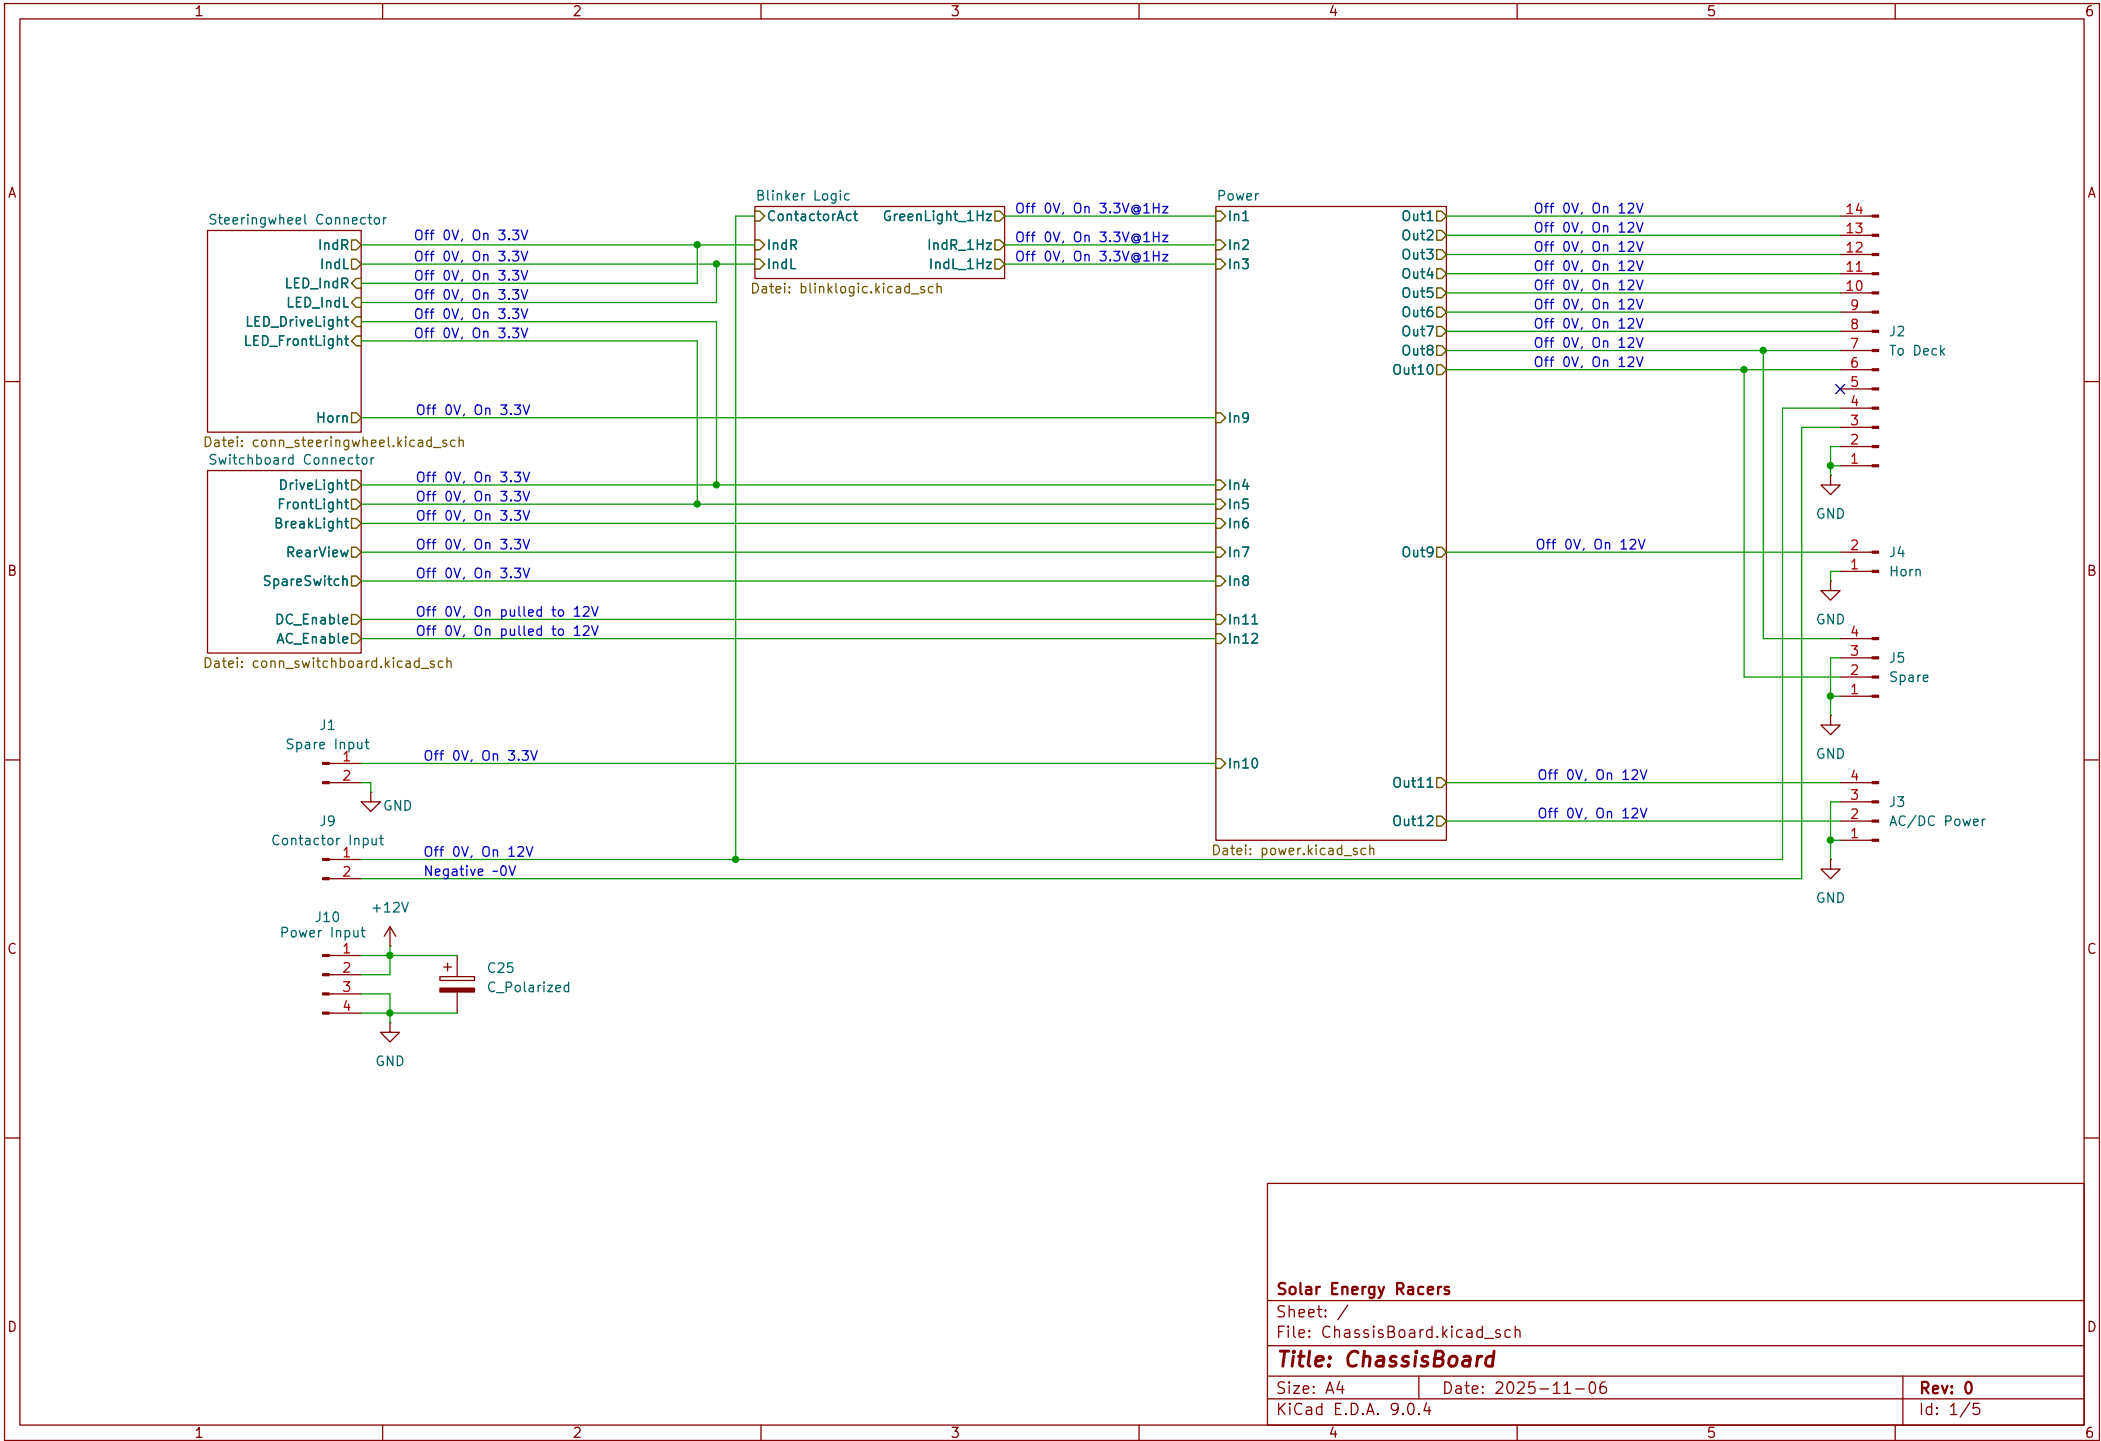 1 2 3 4 5 6
A A
B B
C C
D D
Steeringwheel Connector
IndR
IndL
LED_IndR
LED_IndL
LED_DriveLight
LED_FrontLight
Horn
Datei: conn_steeringwheel.kicad_sch
Off 0V, On 3.3V
Off 0V, On 3.3V
Off 0V, On 3.3V
Off 0V, On 3.3V
Off 0V, On 3.3V
Off 0V, On 3.3V
Off 0V, On 3.3V
Switchboard Connector
DriveLight
FrontLight
BreakLight
RearView
SpareSwitch
DC_Enable
AC_Enable
Datei: conn_switchboard.kicad_sch
Off 0V, On 3.3V
Off 0V, On 3.3V
Off 0V, On 3.3V
Off 0V, On 3.3V
Off 0V, On 3.3V
Off 0V, On pulled to 12V
Off 0V, On pulled to 12V
J1
Spare Input
1
2
GND
Off 0V, On 3.3V
J9
Contactor Input
1
2
Off 0V, On 12V
Negative ~0V
J10
Power Input
1
2
3
4
+12V
+
C25
C_Polarized
GND
Blinker Logic
ContactorAct GreenLight_1Hz
IndR IndR_1Hz
IndL IndL_1Hz
Datei: blinklogic.kicad_sch
Off 0V, On 3.3V@1Hz
Off 0V, On 3.3V@1Hz
Off 0V, On 3.3V@1Hz
Power
In1
In2
In3
In9
In4
In5
In6
In7
In8
In11
In12
In10
Out1
Out2
Out3
Out4
Out5
Out6
Out7
Out8
Out10
Out9
Out11
Out12
Datei: power.kicad_sch
Off 0V, On 12V
Off 0V, On 12V
Off 0V, On 12V
Off 0V, On 12V
Off 0V, On 12V
Off 0V, On 12V
Off 0V, On 12V
Off 0V, On 12V
Off 0V, On 12V
Off 0V, On 12V
Off 0V, On 12V
Off 0V, On 12V
14
13
12
11
10
9
8
7
6
5
4
3
2
1
J2
To Deck
GND
2
1
J4
Horn
GND
4
3
2
1
J5
Spare
GND
4
3
2
1
J3
AC/DC Power
GND
Solar Energy Racers
Sheet: /
File: ChassisBoard.kicad_sch
Title: ChassisBoard
Size: A4 Date: 2025-11-06 Rev: 0
KiCad E.D.A. 9.0.4 Id: 1/5
1 2 3 4 5 6